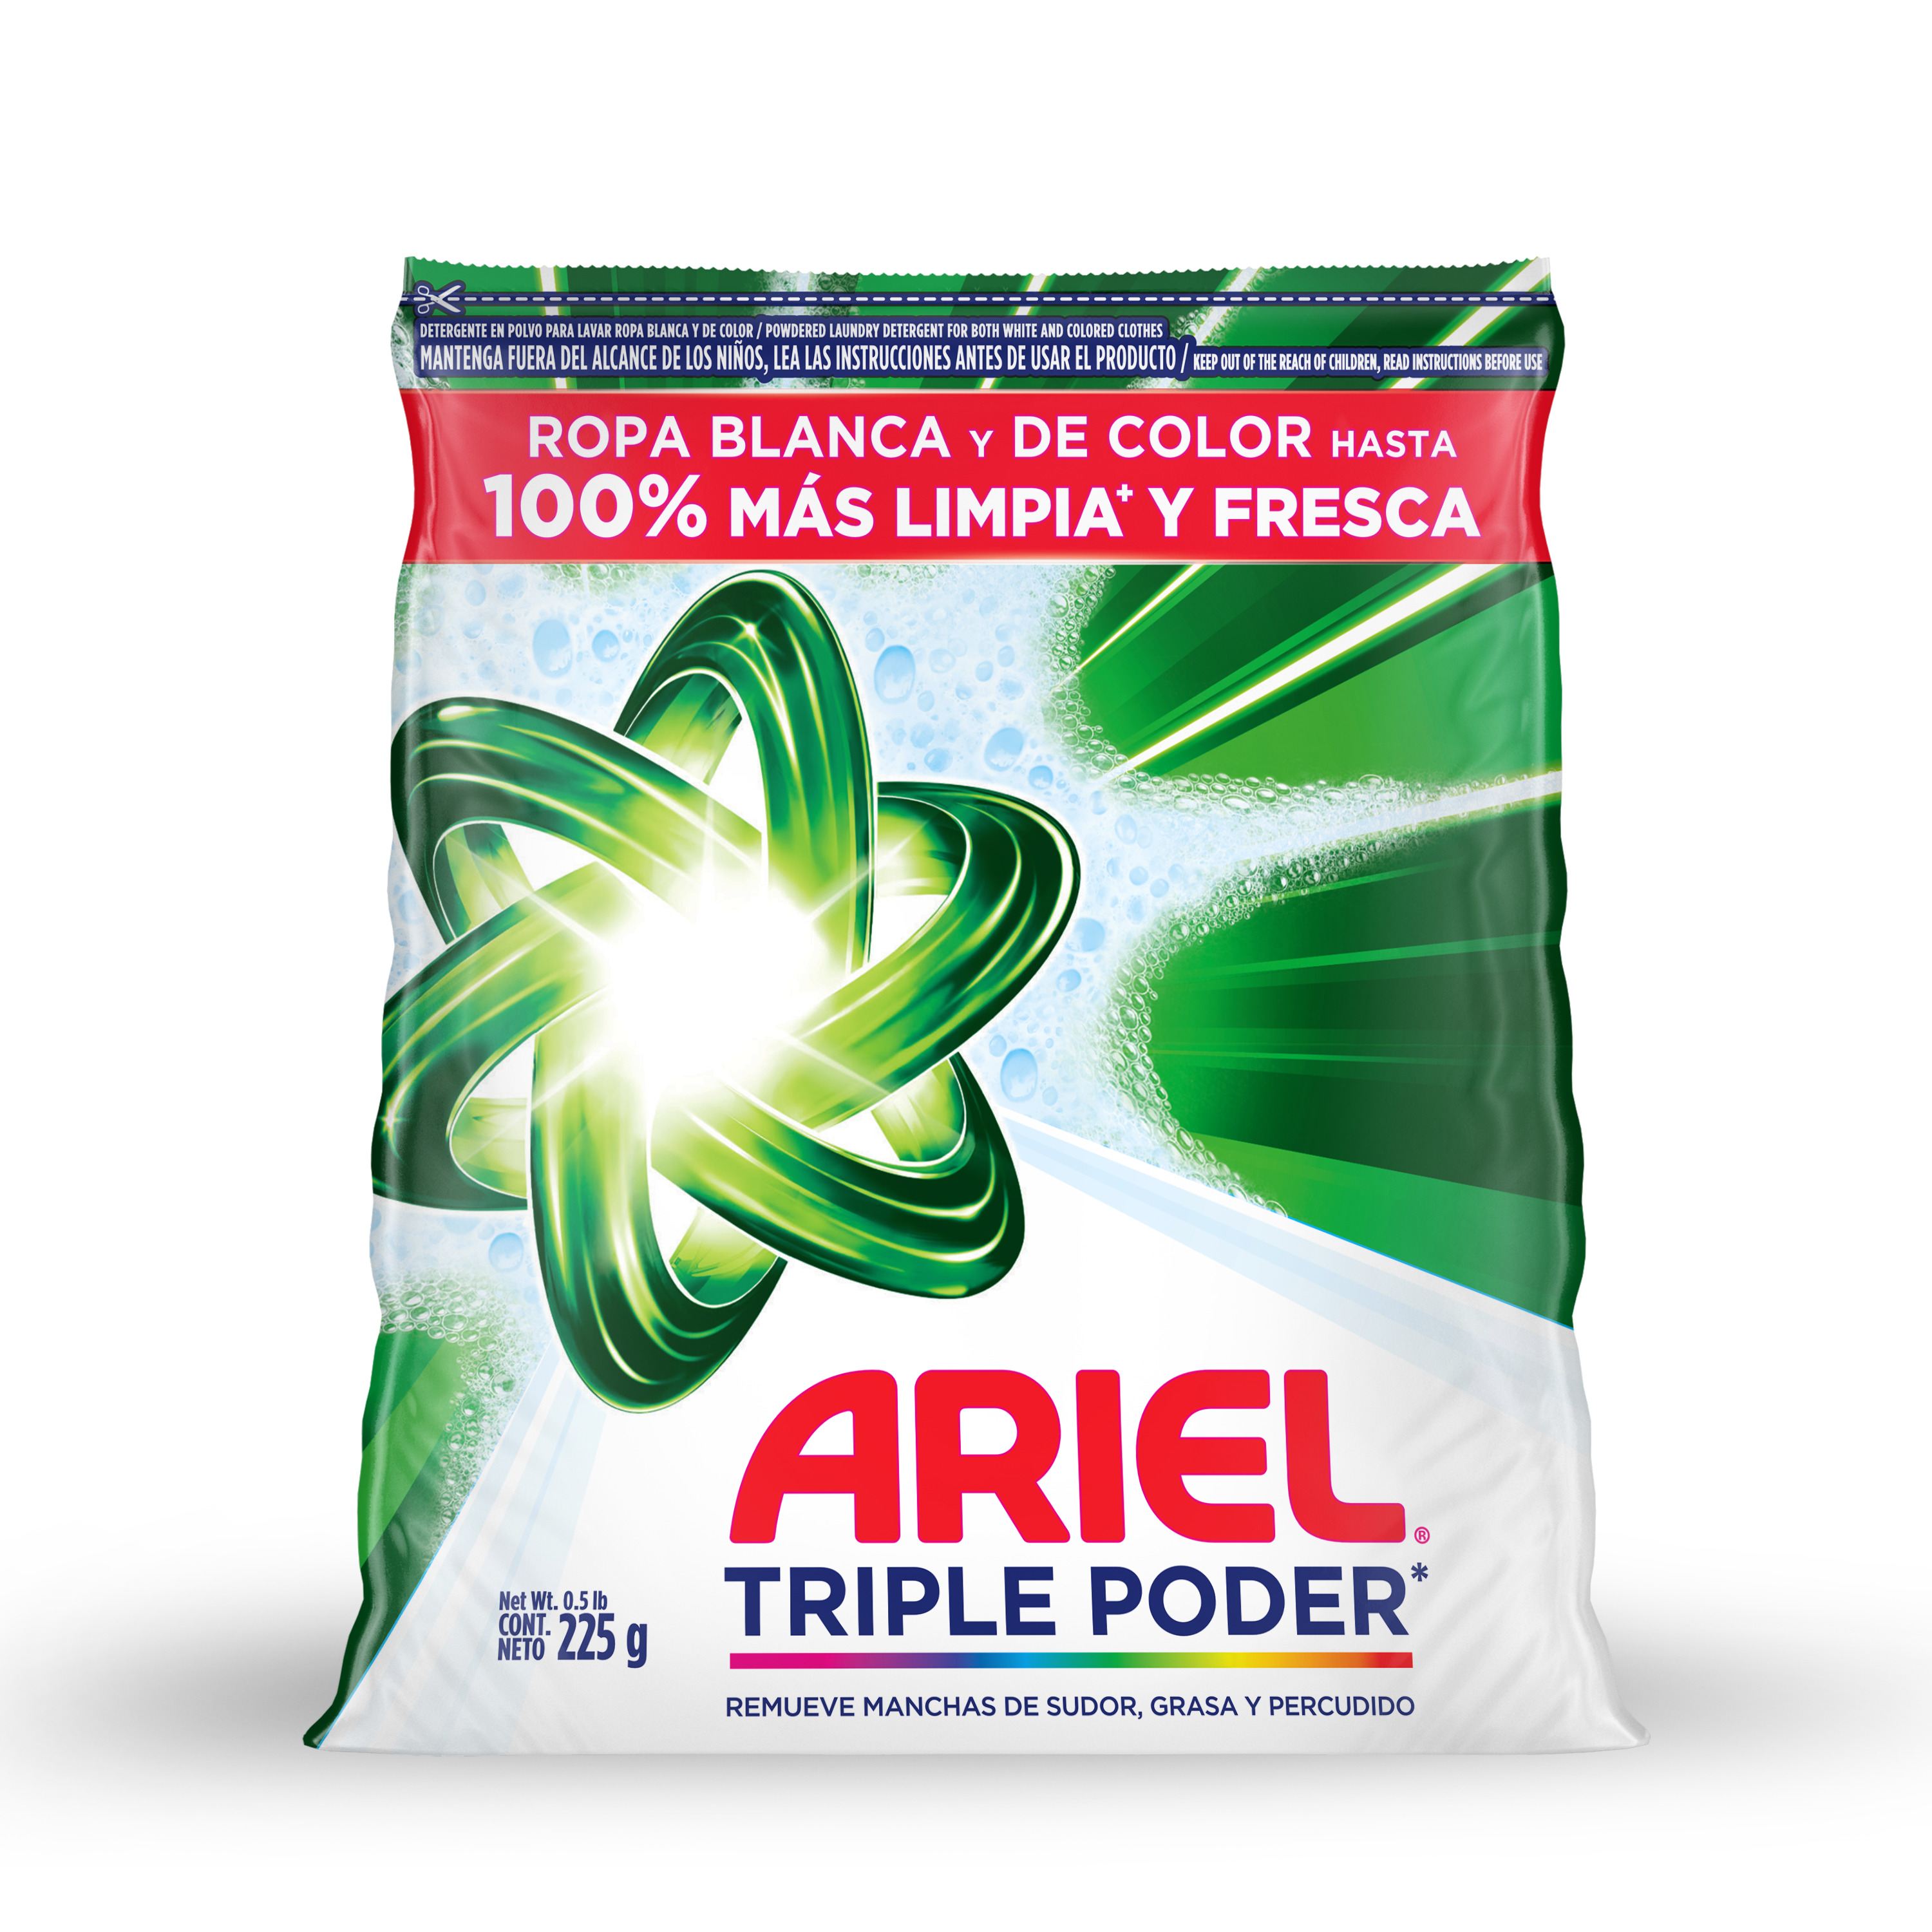 DETERGENTE EN POLVO PARA LAVAR ROPA BLANCA Y DE COLOR / POWDERED LAUNDRY DETERGENT FOR BOTH WHITE AND COLORED CLOTHES
MANTENGA FUERA DEL ALCANCE DE LOS NIÑOS, LEA LAS INSTRUCCIONES ANTES DE USAR EL PRODUCTO / KEEP OUT OF THE REACH OF CHILDREN, READ INSTRUCTIONS BEFORE USE
ROPA BLANCA Y DE COLOR HASTA
100% MÁS LIMPIA⁺ Y FRESCA
ARIEL®
TRIPLE PODER*
Net Wt. 0.5 lb
CONT. NETO 225 g
REMUEVE MANCHAS DE SUDOR, GRASA Y PERCUDIDO